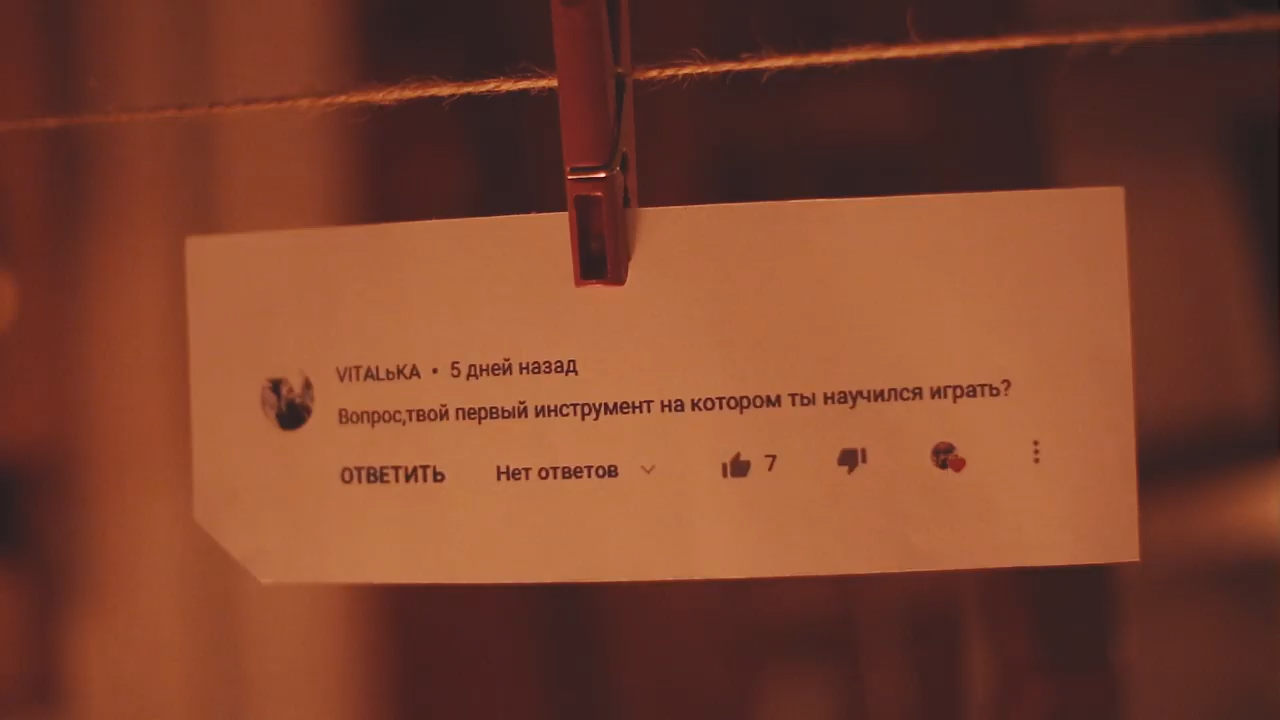 VITALьKA • 5 дней назад
Вопрос,твой первый инструмент на котором ты научился играть?
ОТВЕТИТЬ Нет ответов 7